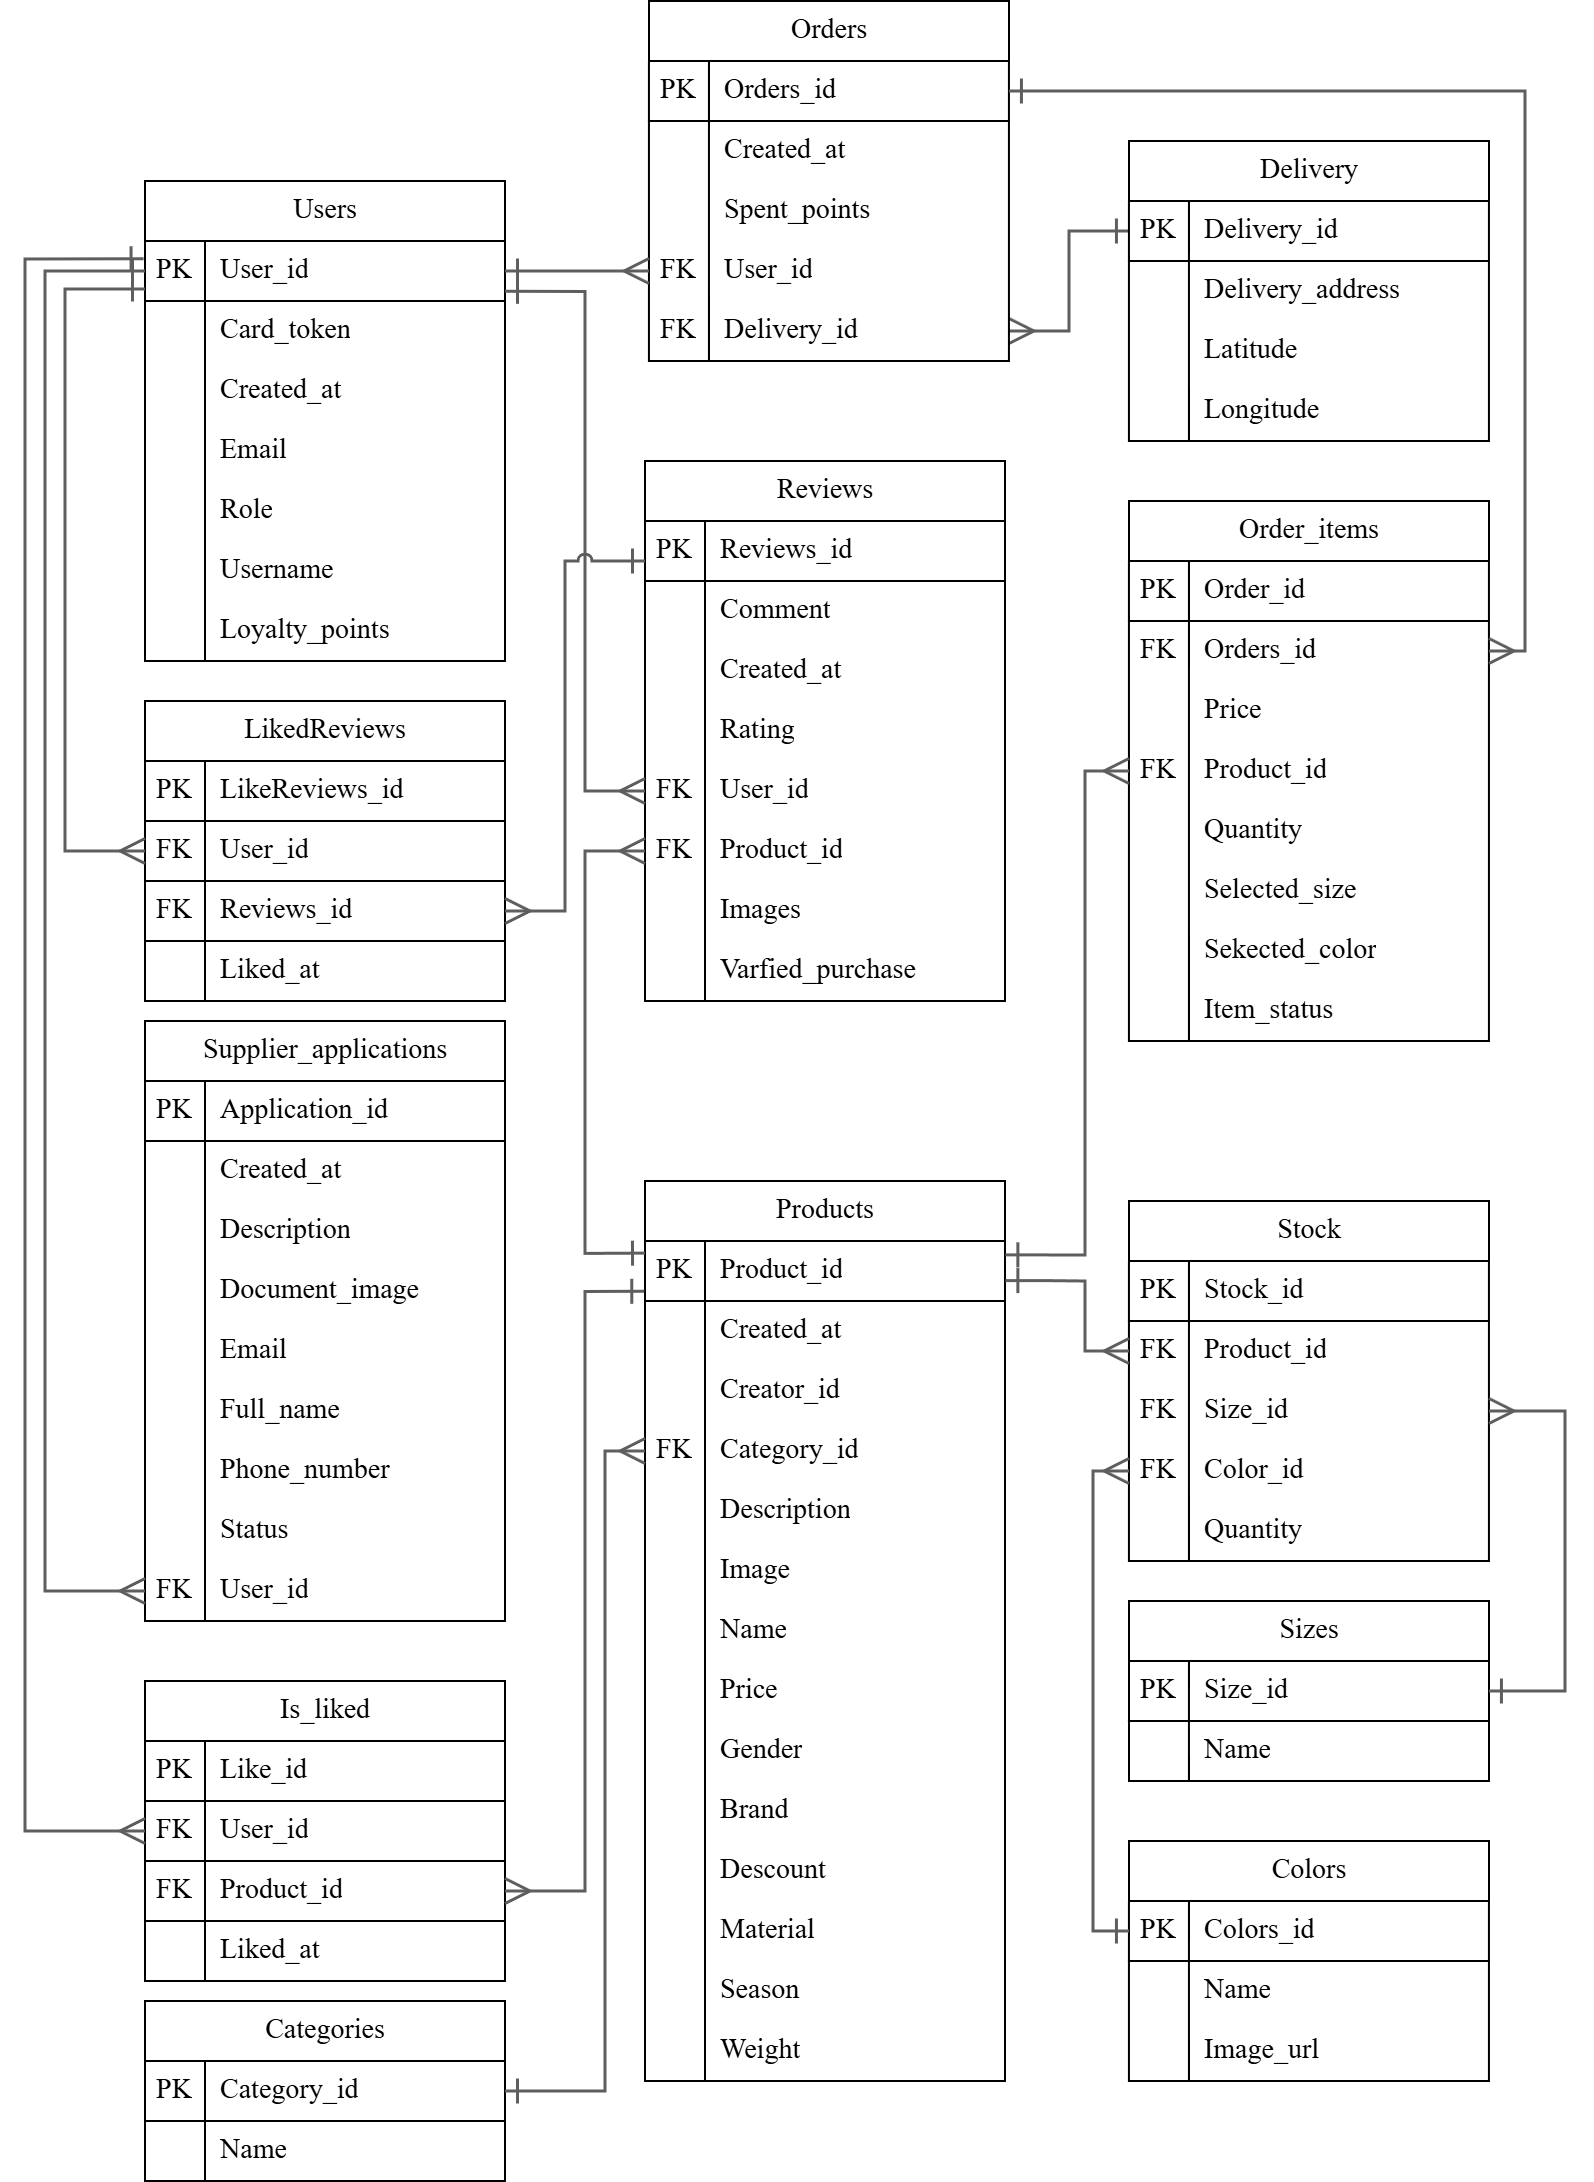 Orders
PK Orders_id
Created_at
Spent_points
FK User_id
FK Delivery_id
Delivery
PK Delivery_id
Delivery_address
Latitude
Longitude
Users
PK User_id
Card_token
Created_at
Email
Role
Username
Loyalty_points
Reviews
PK Reviews_id
Comment
Created_at
Rating
FK User_id
FK Product_id
Images
Varfied_purchase
Order_items
PK Order_id
FK Orders_id
Price
FK Product_id
Quantity
Selected_size
Sekected_color
Item_status
LikedReviews
PK LikeReviews_id
FK User_id
FK Reviews_id
Liked_at
Supplier_applications
PK Application_id
Created_at
Description
Document_image
Email
Full_name
Phone_number
Status
FK User_id
Products
PK Product_id
Created_at
Creator_id
FK Category_id
Description
Image
Name
Price
Gender
Brand
Descount
Material
Season
Weight
Stock
PK Stock_id
FK Product_id
FK Size_id
FK Color_id
Quantity
Sizes
PK Size_id
Name
Is_liked
PK Like_id
FK User_id
FK Product_id
Liked_at
Colors
PK Colors_id
Name
Image_url
Categories
PK Category_id
Name